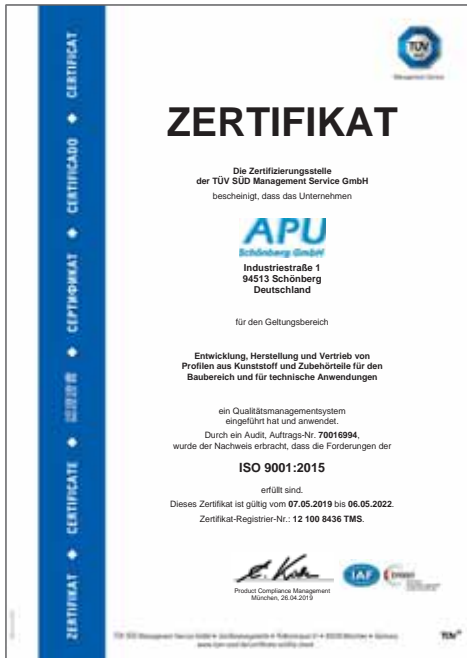 TÜV
Management Service
ZERTIFIKAT
Die Zertifizierungsstelle
der TÜV SÜD Management Service GmbH
bescheinigt, dass das Unternehmen
APU
Schönberg GmbH
Industriestraße 1
94513 Schönberg
Deutschland
für den Geltungsbereich
Entwicklung, Herstellung und Vertrieb von
Profilen aus Kunststoff und Zubehörteile für den
Baubereich und für technische Anwendungen
ein Qualitätsmanagementsystem
eingeführt hat und anwendet.
Durch ein Audit, Auftrags-Nr. 70016994,
wurde der Nachweis erbracht, dass die Forderungen der
ISO 9001:2015
erfüllt sind.
Dieses Zertifikat ist gültig vom 07.05.2019 bis 06.05.2022.
Zertifikat-Registrier-Nr.: 12 100 8436 TMS.
Product Compliance Management
München, 26.04.2019
IAF
ZERTIFIKAT ◆ CERTIFICATE ◆ ◆ СЕРТИФИКАТ ◆ CERTIFICADO ◆ CERTIFICAT
TÜV